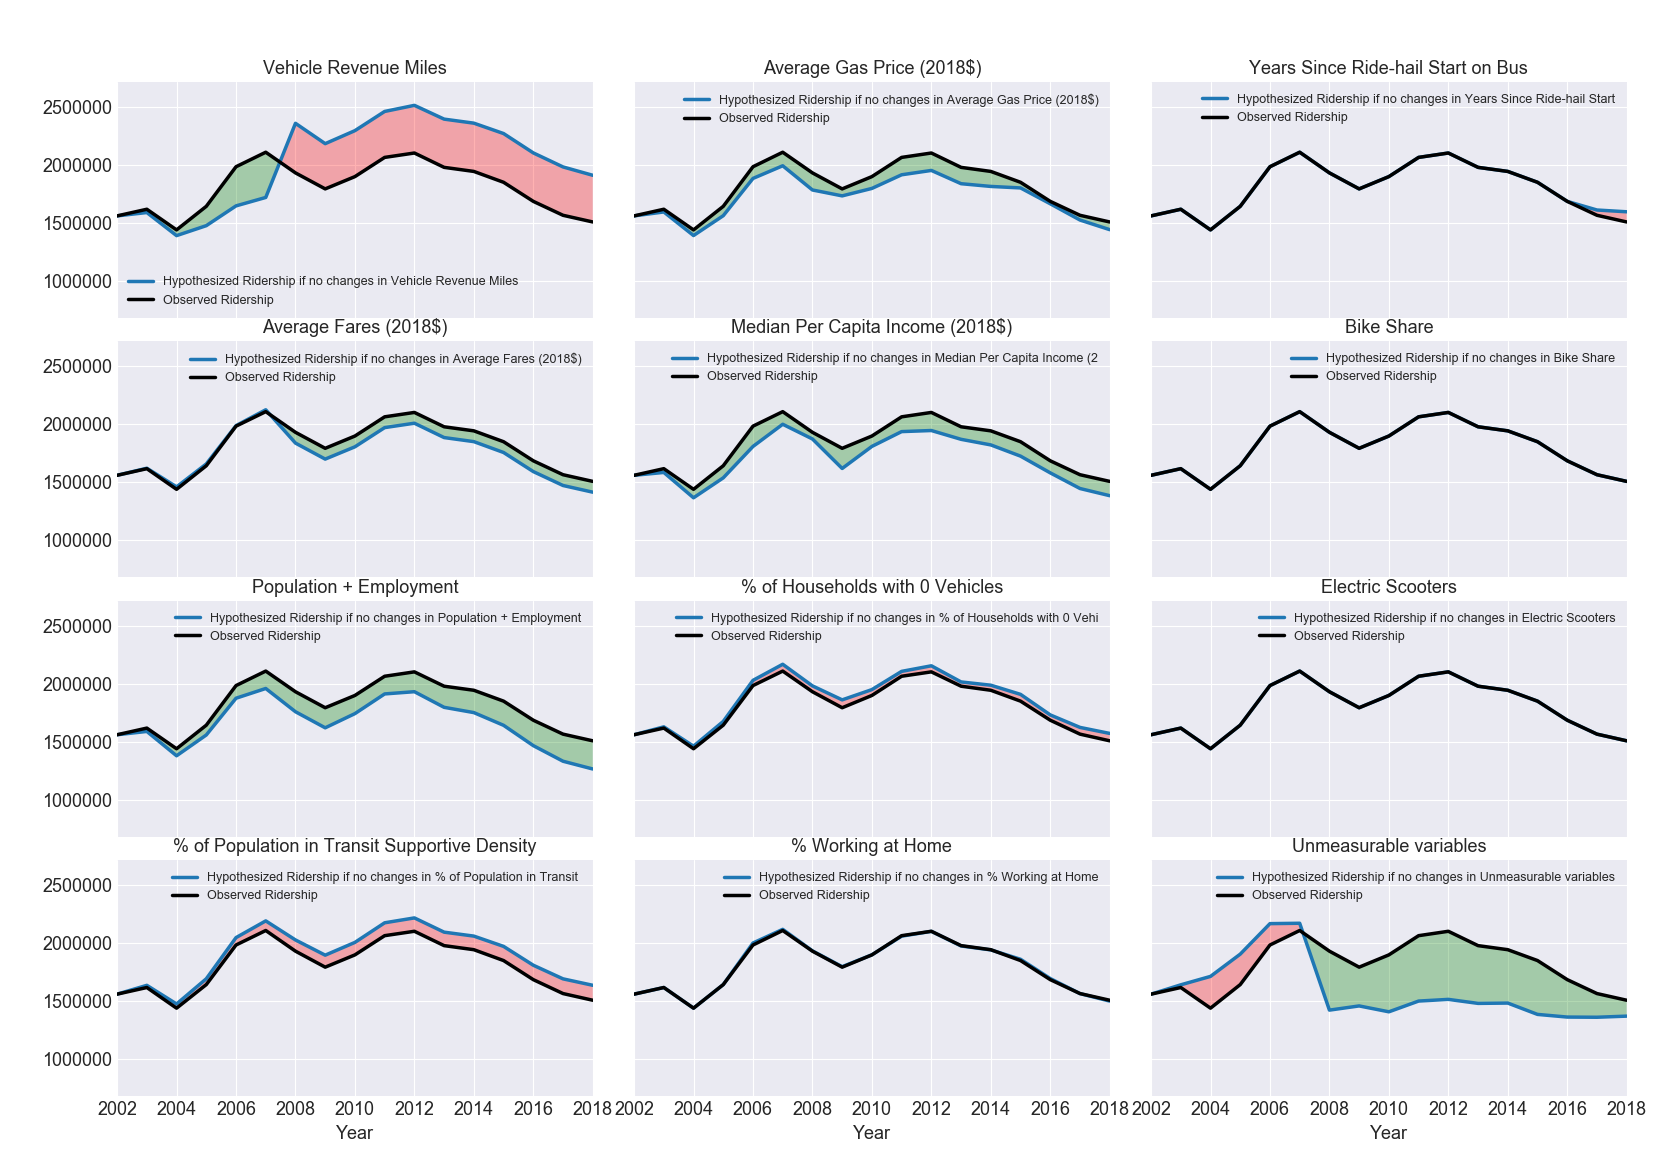 Vehicle Revenue Miles
2500000
2000000
1500000
1000000
Hypothesized Ridership if no changes in Vehicle Revenue Miles
Observed Ridership
Average Gas Price (2018$)
Hypothesized Ridership if no changes in Average Gas Price (2018$)
Observed Ridership
Years Since Ride-hail Start on Bus
Hypothesized Ridership if no changes in Years Since Ride-hail Start
Observed Ridership
Average Fares (2018$)
2500000
2000000
1500000
1000000
Hypothesized Ridership if no changes in Average Fares (2018$)
Observed Ridership
Median Per Capita Income (2018$)
Hypothesized Ridership if no changes in Median Per Capita Income (2
Observed Ridership
Bike Share
Hypothesized Ridership if no changes in Bike Share
Observed Ridership
Population + Employment
2500000
2000000
1500000
1000000
Hypothesized Ridership if no changes in Population + Employment
Observed Ridership
% of Households with 0 Vehicles
Hypothesized Ridership if no changes in % of Households with 0 Vehi
Observed Ridership
Electric Scooters
Hypothesized Ridership if no changes in Electric Scooters
Observed Ridership
% of Population in Transit Supportive Density
2500000
2000000
1500000
1000000
Hypothesized Ridership if no changes in % of Population in Transit
Observed Ridership
2002 2004 2006 2008 2010 2012 2014 2016 2018
Year
% Working at Home
Hypothesized Ridership if no changes in % Working at Home
Observed Ridership
2002 2004 2006 2008 2010 2012 2014 2016 2018
Year
Unmeasurable variables
Hypothesized Ridership if no changes in Unmeasurable variables
Observed Ridership
2002 2004 2006 2008 2010 2012 2014 2016 2018
Year